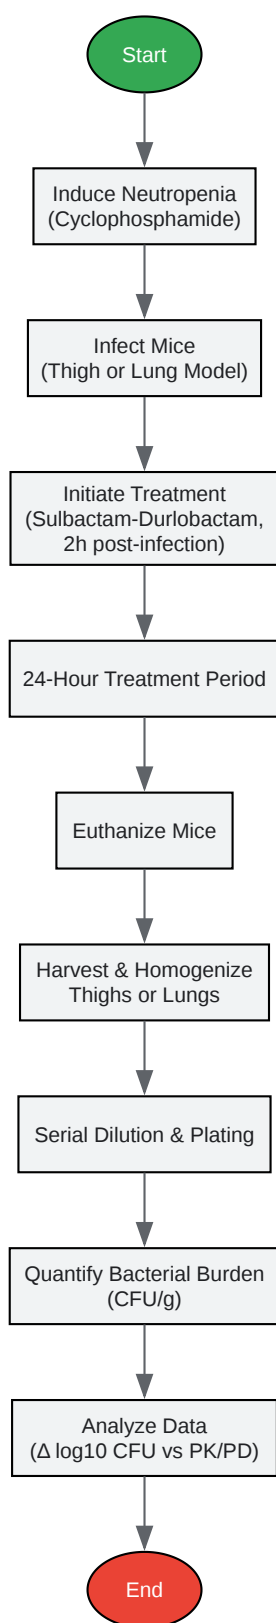 Start
Induce Neutropenia
(Cyclophosphamide)
Infect Mice
(Thigh or Lung Model)
Initiate Treatment
(Sulbactam-Durlobactam,
2h post-infection)
24-Hour Treatment Period
Euthanize Mice
Harvest & Homogenize
Thighs or Lungs
Serial Dilution & Plating
Quantify Bacterial Burden
(CFU/g)
Analyze Data
(Δ log10 CFU vs PK/PD)
End